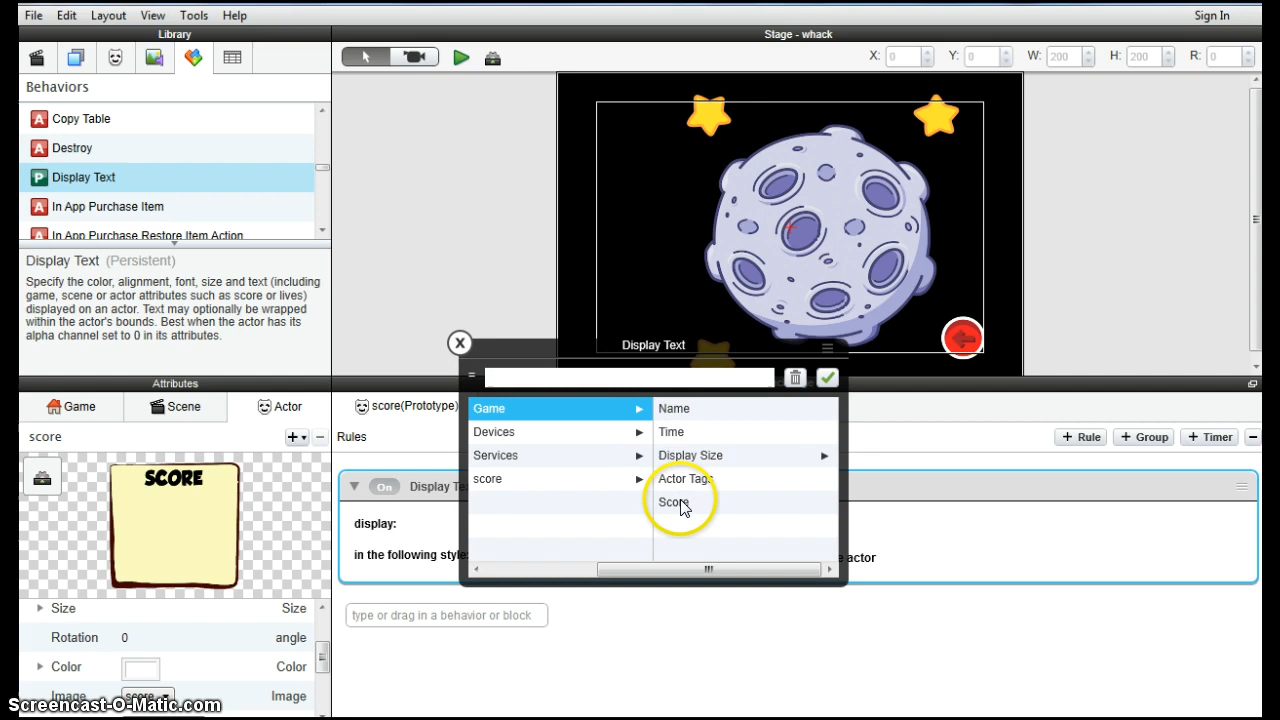 File Edit Layout View Tools Help Sign In
Library
Stage - whack
X: 0 Y: 0 W: 200 H: 200 R: 0
Behaviors
A Copy Table
A Destroy
P Display Text
A In App Purchase Item
A In App Purchase Restore Item Action
Display Text (Persistent)
Specify the color, alignment, font, size and text (including
game, scene or actor attributes such as score or lives)
displayed on an actor. Text may optionally be wrapped
within the actor's bounds. Best when the actor has its
alpha channel set to 0 in its attributes.
Display Text
X
=
Game
Devices
Services
score
Name
Time
Display Size
Actor Tags
Score
Attributes
Game Scene Actor
score(Prototype)
score
Rules
+ Rule + Group + Timer
SCORE
On Display Te
display:
in the following style:
e actor
type or drag in a behavior or block
Size Size
Rotation 0 angle
Color Color
Image score Image
Screencast-O-Matic.com